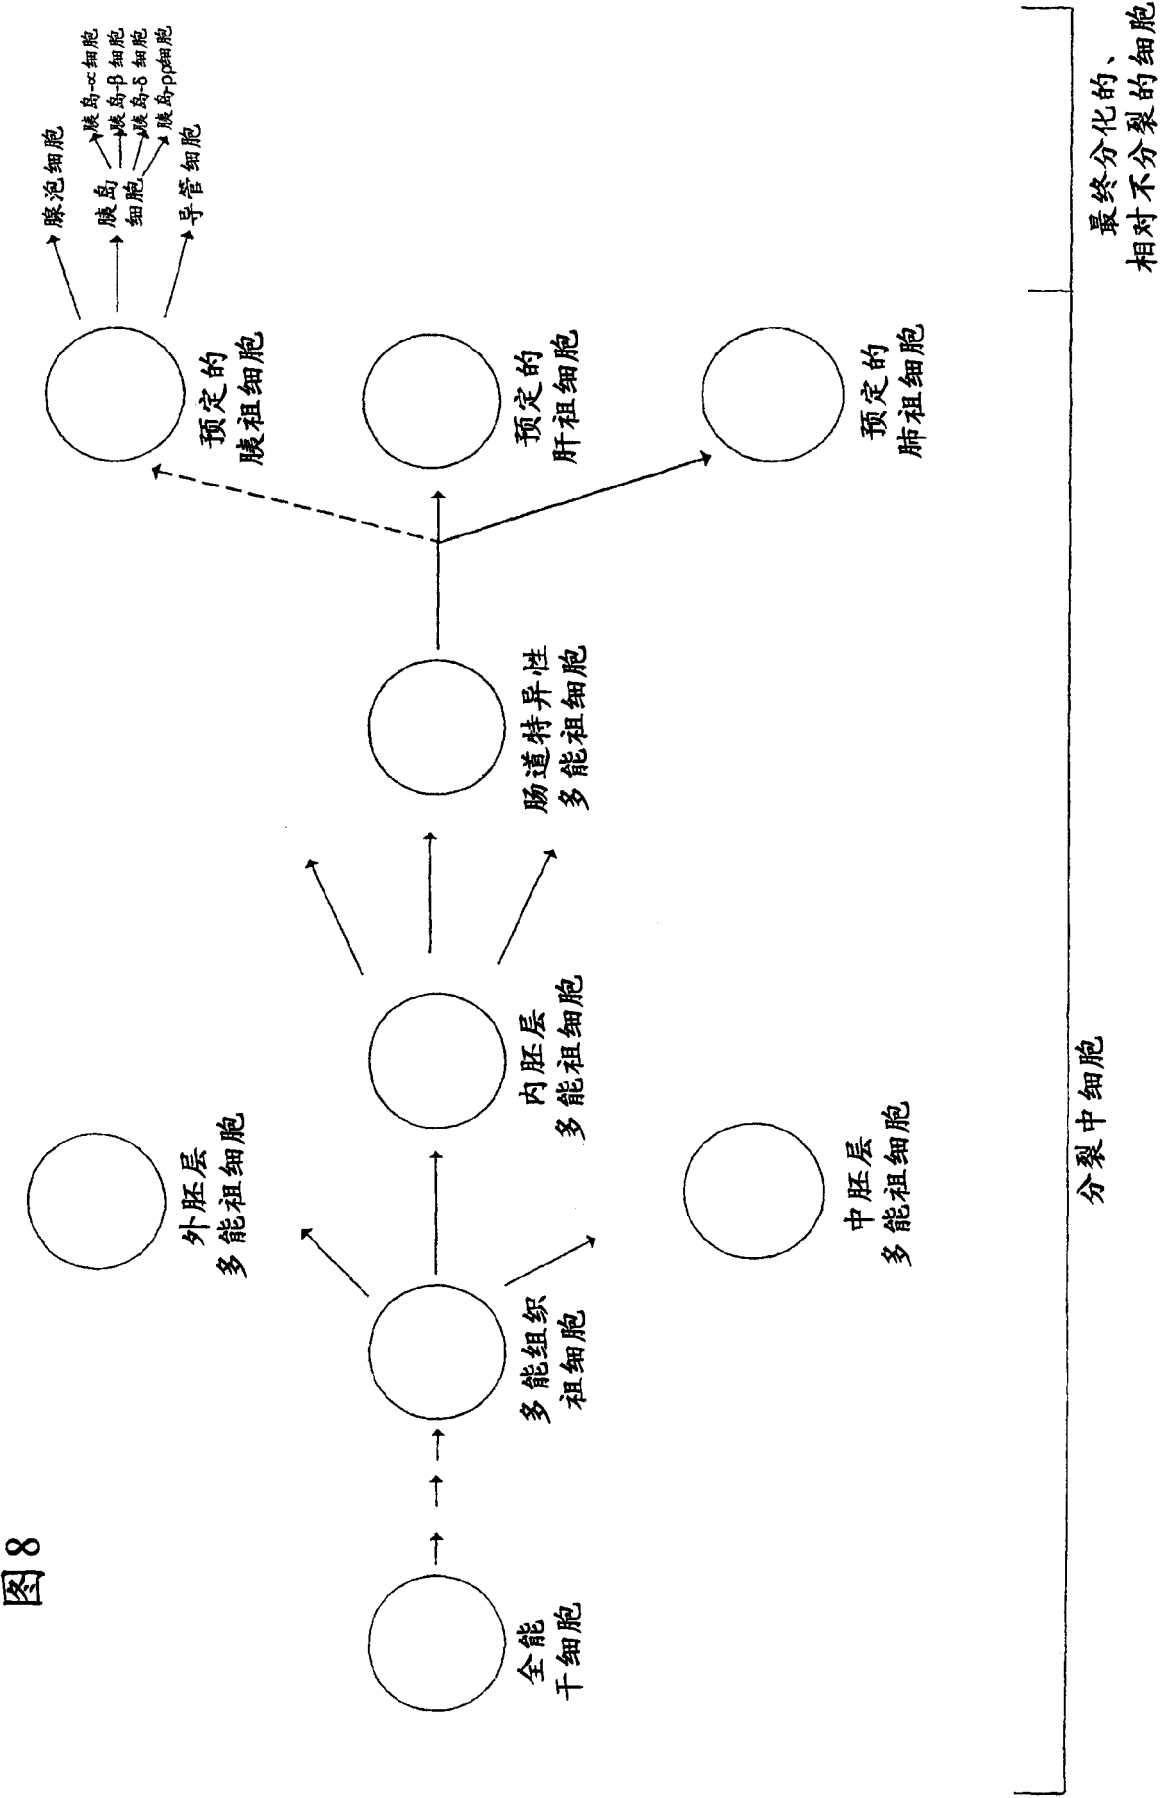 图8
全能
干细胞
多能组织
祖细胞
外胚层
多能祖细胞
内胚层
多能祖细胞
中胚层
多能祖细胞
肠道特异性
多能祖细胞
预定的
胰祖细胞
预定的
肝祖细胞
预定的
肺祖细胞
腺泡细胞
胰岛
细胞
导管细胞
胰岛-α细胞
胰岛-β细胞
胰岛-δ细胞
胰岛-pp细胞
分裂中细胞
最终分化的、
相对不分裂的细胞